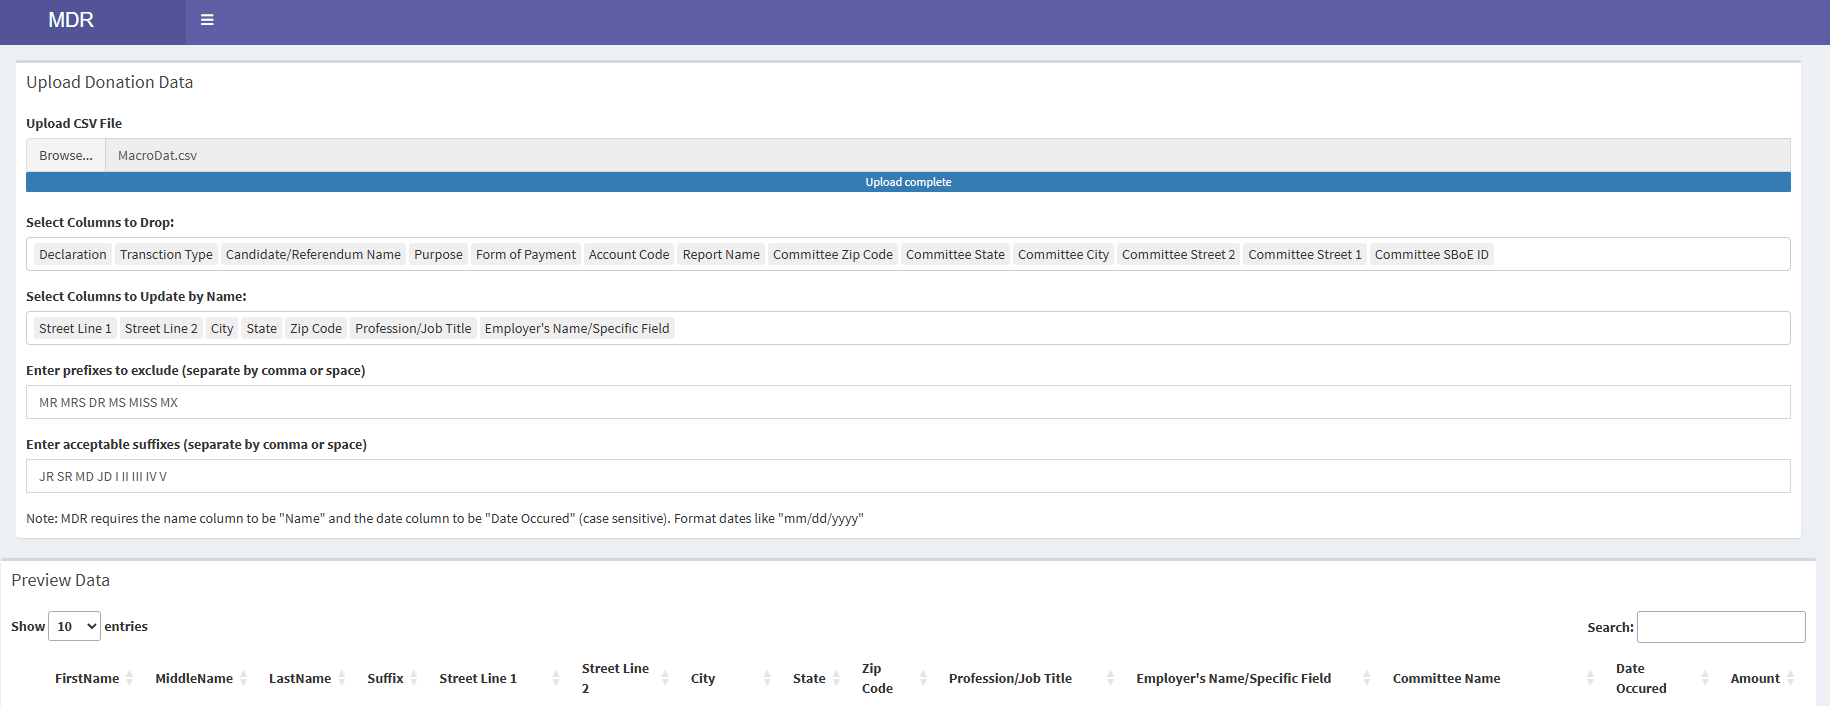 MDR
Upload Donation Data
Upload CSV File
Browse... MacroDat.csv
Upload complete
Select Columns to Drop:
Declaration Transction Type Candidate/Referendum Name Purpose Form of Payment Account Code Report Name Committee Zip Code Committee State Committee City Committee Street 2 Committee Street 1 Committee SBoE ID
Select Columns to Update by Name:
Street Line 1 Street Line 2 City State Zip Code Profession/Job Title Employer's Name/Specific Field
Enter prefixes to exclude (separate by comma or space)
MR MRS DR MS MISS MX
Enter acceptable suffixes (separate by comma or space)
JR SR MD JD I II III IV V
Note: MDR requires the name column to be "Name" and the date column to be "Date Occured" (case sensitive). Format dates like "mm/dd/yyyy"
Preview Data
Show 10 entries
Search:
FirstName MiddleName LastName Suffix Street Line 1 Street Line 2 City State Zip Code Profession/Job Title Employer's Name/Specific Field Committee Name Date Occured Amount